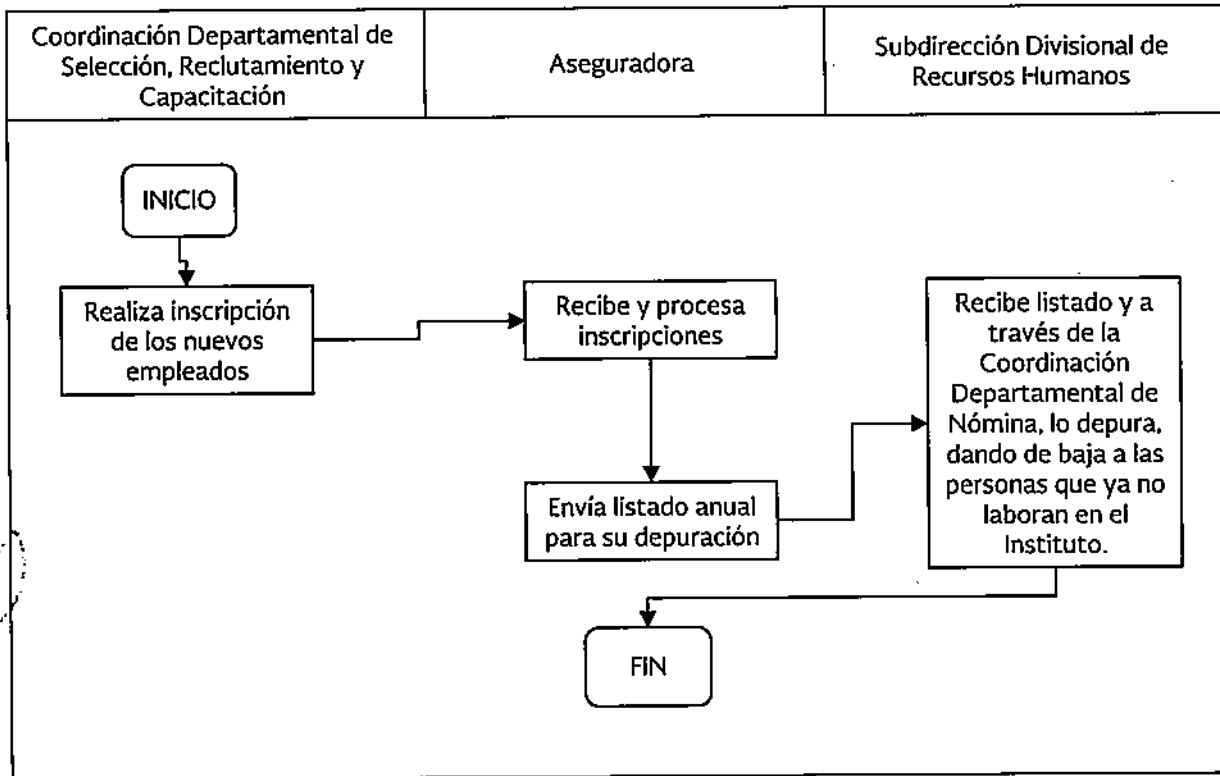 Coordinación Departamental de
Selección, Reclutamiento y
Capacitación
Aseguradora
Subdirección Divisional de
Recursos Humanos
INICIO
Realiza inscripción
de los nuevos
empleados
Recibe y procesa
inscripciones
Envía listado anual
para su depuración
Recibe listado y a
través de la
Coordinación
Departamental de
Nómina, lo depura,
dando de baja a las
personas que ya no
laboran en el
Instituto.
FIN